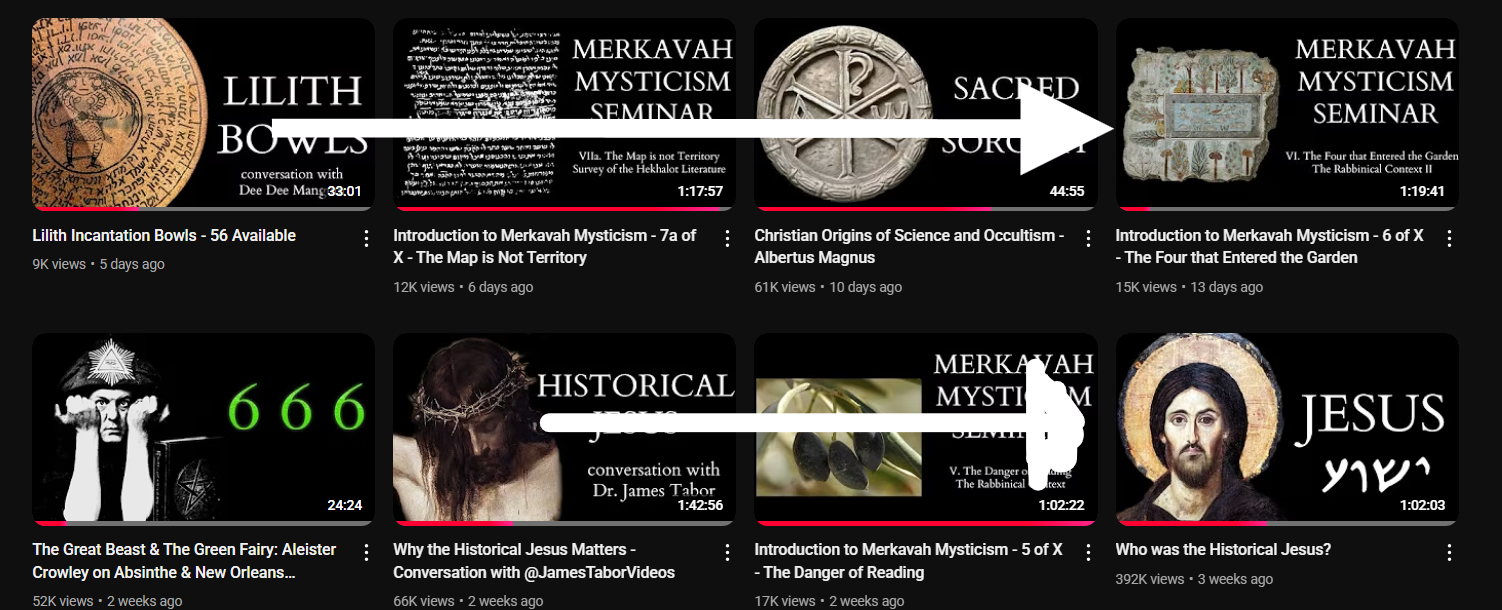 LILITH
BOWLS
conversation with
Dee Dee
33:01
Lilith Incantation Bowls - 56 Available
9K views • 5 days ago
MERKAVAH
MYSTICISM
SEMINAR
VIIa. The Map is not Territory
Survey of the Hekhalot Literature
1:17:57
Introduction to Merkavah Mysticism - 7a of
X - The Map is Not Territory
12K views • 6 days ago
SACRED
44:55
Christian Origins of Science and Occultism -
Albertus Magnus
61K views • 10 days ago
MERKAVAH
MYSTICISM
SEMINAR
VI. The Four that Entered the Garden
The Rabbinical Context II
1:19:41
Introduction to Merkavah Mysticism - 6 of X
- The Four that Entered the Garden
15K views • 13 days ago
6 6 6
24:24
The Great Beast & The Green Fairy: Aleister
Crowley on Absinthe & New Orleans...
52K views • 2 weeks ago
HISTORICAL
JESUS
conversation with
Dr. James Tabor
1:42:56
Why the Historical Jesus Matters -
Conversation with @JamesTaborVideos
66K views • 2 weeks ago
MERKAVAH
MYSTICISM
SEMINAR
V. The Danger of Reading
The Rabbinical Context
1:02:22
Introduction to Merkavah Mysticism - 5 of X
- The Danger of Reading
17K views • 2 weeks ago
JESUS
ישוע
1:02:03
Who was the Historical Jesus?
392K views • 3 weeks ago